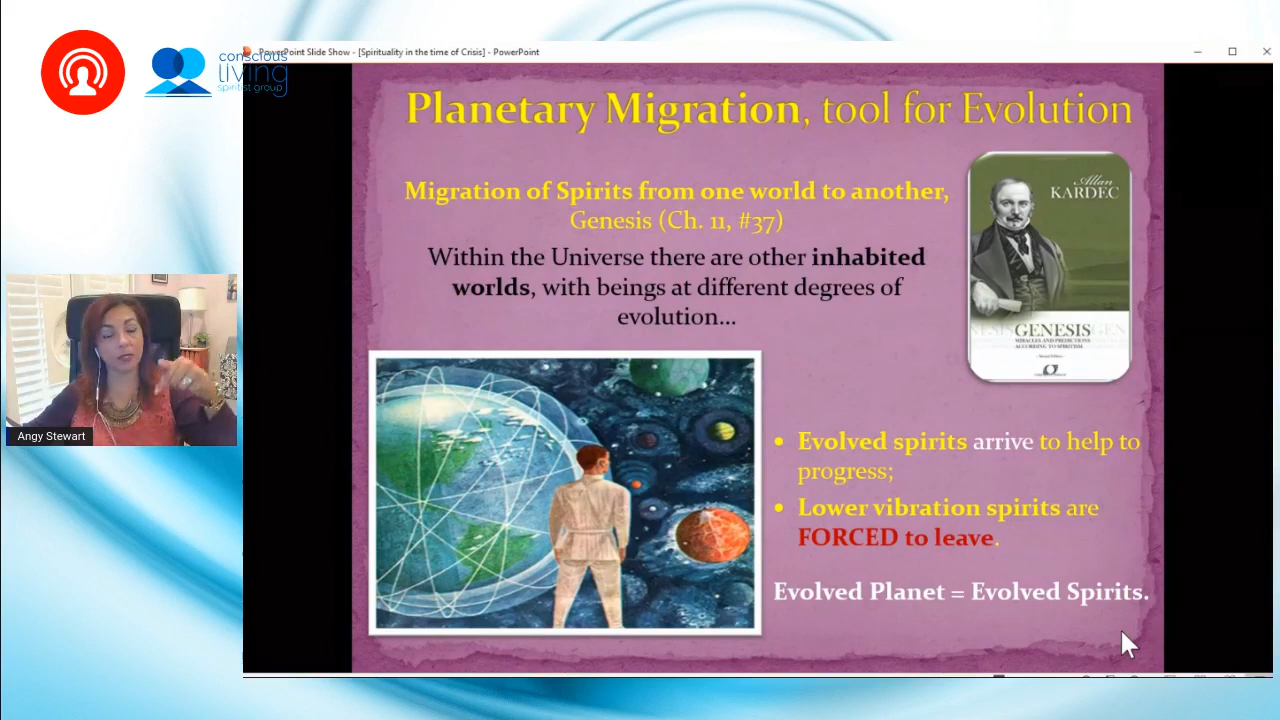 PowerPoint Slide Show - [Spirituality in the time of Crisis] - PowerPoint
conscious
living
spiritist group
Planetary Migration, tool for Evolution
Migration of Spirits from one world to another,
Genesis (Ch. 11, #37)
Within the Universe there are other inhabited
worlds, with beings at different degrees of
evolution...
Allan
KARDEC
GENESIS
MIRACLES AND PREDICTIONS
ACCORDING TO SPIRITISM
• Evolved spirits arrive to help to
progress;
• Lower vibration spirits are
FORCED to leave.
Evolved Planet = Evolved Spirits.
Angy Stewart